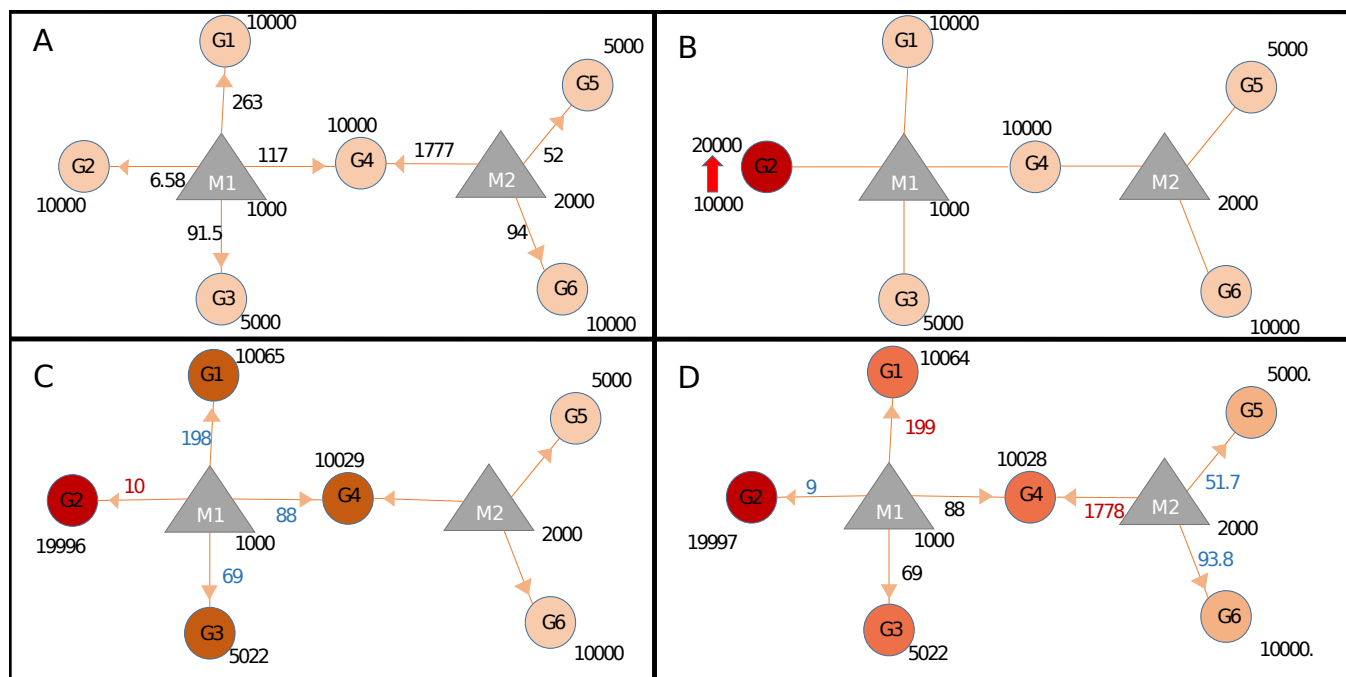 A
G1
10000
263
G2
10000
6.58
M1
1000
117
10000
G4
1777
91.5
G3
5000
5000
G5
52
M2
2000
94
G6
10000
B
G1
10000
20000
10000
G2
M1
1000
10000
G4
G3
5000
5000
G5
M2
2000
G6
10000
C
G1
10065
198
G2
10
19996
M1
1000
88
10029
G4
69
G3
5022
5000
G5
M2
2000
G6
10000
D
G1
10064
199
G2
9
19997
M1
1000
88
10028
G4
1778
69
G3
5022
5000.
G5
51.7
M2
2000
93.8
G6
10000.